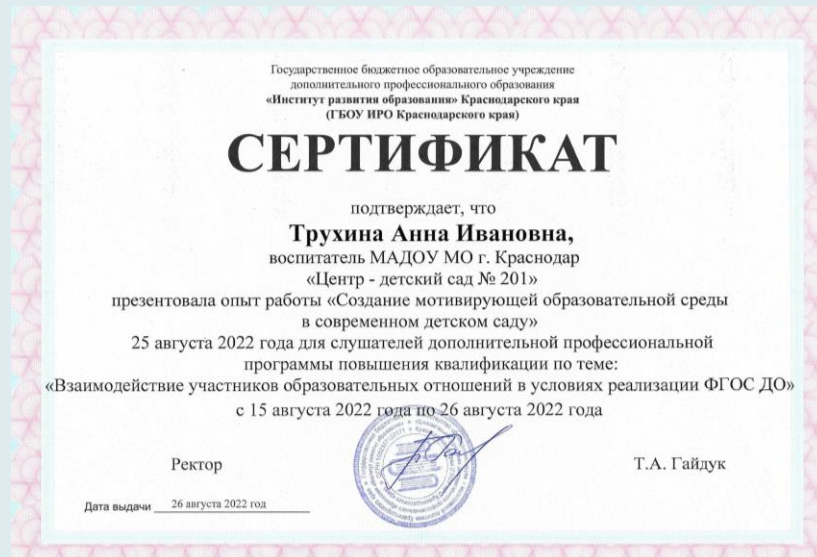 Государственное бюджетное образовательное учреждение
дополнительного профессионального образования
«Институт развития образования» Краснодарского края
(ГБОУ ИРО Краснодарского края)
СЕРТИФИКАТ
подтверждает, что
Трухина Анна Ивановна,
воспитатель МАДОУ МО г. Краснодар
«Центр - детский сад № 201»
презентовала опыт работы «Создание мотивирующей образовательной среды
в современном детском саду»
25 августа 2022 года для слушателей дополнительной профессиональной
программы повышения квалификации по теме:
«Взаимодействие участников образовательных отношений в условиях реализации ФГОС ДО»
с 15 августа 2022 года по 26 августа 2022 года
Ректор Т.А. Гайдук
Дата выдачи 26 августа 2022 год